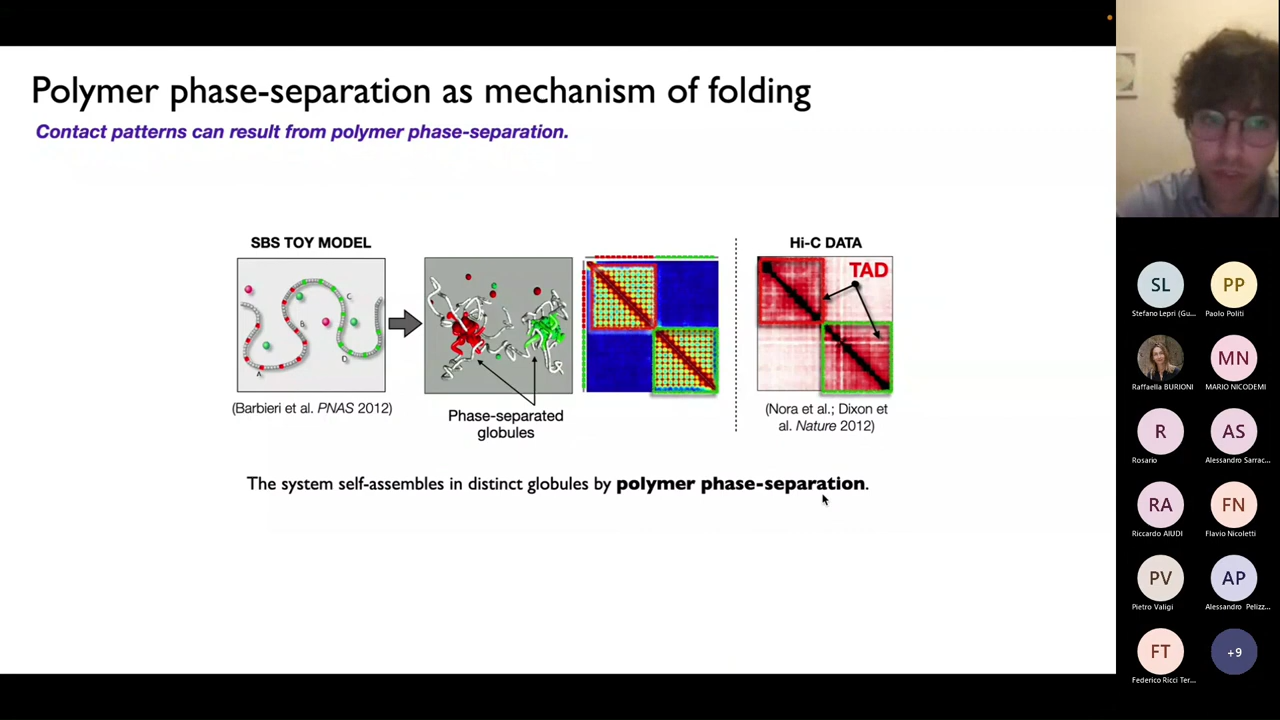 Polymer phase-separation as mechanism of folding
Contact patterns can result from polymer phase-separation.
SBS TOY MODEL
Hi-C DATA
TAD
A
B
C
D
(Barbieri et al. PNAS 2012)
Phase-separated
globules
(Nora et al.; Dixon et
al. Nature 2012)
The system self-assembles in distinct globules by polymer phase-separation.
SL
Stefano Lepri (Gu...
PP
Paolo Politi
Raffaella BURIONI
MN
MARIO NICODEMI
R
Rosario
AS
Alessandro Sarrac...
RA
Riccardo AIUDI
FN
Flavio Nicoletti
PV
Pietro Valigi
AP
Alessandro Pelizz...
FT
Federico Ricci Ter...
+9